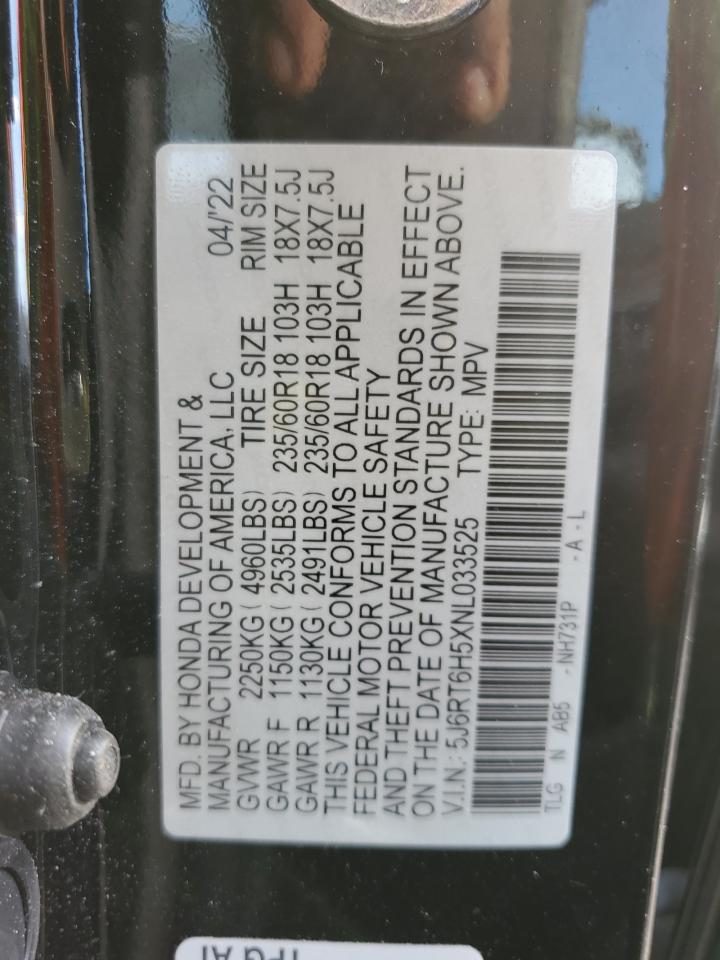 MFD. BY HONDA DEVELOPMENT &
MANUFACTURING OF AMERICA, LLC 04/'22
GVWR 2250KG ( 4960LBS) TIRE SIZE RIM SIZE
GAWR F 1150KG ( 2535LBS) 235/60R18 103H 18X7.5J
GAWR R 1130KG ( 2491LBS) 235/60R18 103H 18X7.5J
THIS VEHICLE CONFORMS TO ALL APPLICABLE
FEDERAL MOTOR VEHICLE SAFETY
AND THEFT PREVENTION STANDARDS IN EFFECT
ON THE DATE OF MANUFACTURE SHOWN ABOVE.
V.I.N.: 5J6RT6H5XNL033525 TYPE: MPV
TLG N AB5 - NH731P - A - L